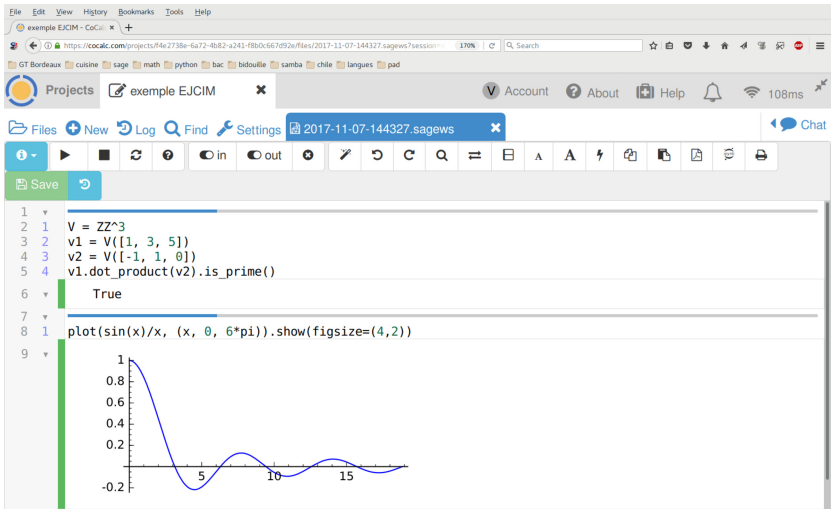 File Edit View History Bookmarks Tools Help
exemple EJCIM - CoCal × +
https://cocalc.com/projects/f4e2738e-6a72-4b82-a241-f8b0c667d92e/files/2017-11-07-144327.sagews?session= 170% Search
GT Bordeaux cuisine sage math python bac bidouille samba chile langues pad
Projects exemple EJCIM × V Account About Help 108ms
Files New Log Find Settings 2017-11-07-144327.sagews × Chat
in out A A
Save
1
2 1 V = ZZ^3
3 2 v1 = V([1, 3, 5])
4 3 v2 = V([-1, 1, 0])
5 4 v1.dot_product(v2).is_prime()
6 True
7
8 1 plot(sin(x)/x, (x, 0, 6*pi)).show(figsize=(4,2))
9
1
0.8
0.6
0.4
0.2
5 10 15
-0.2